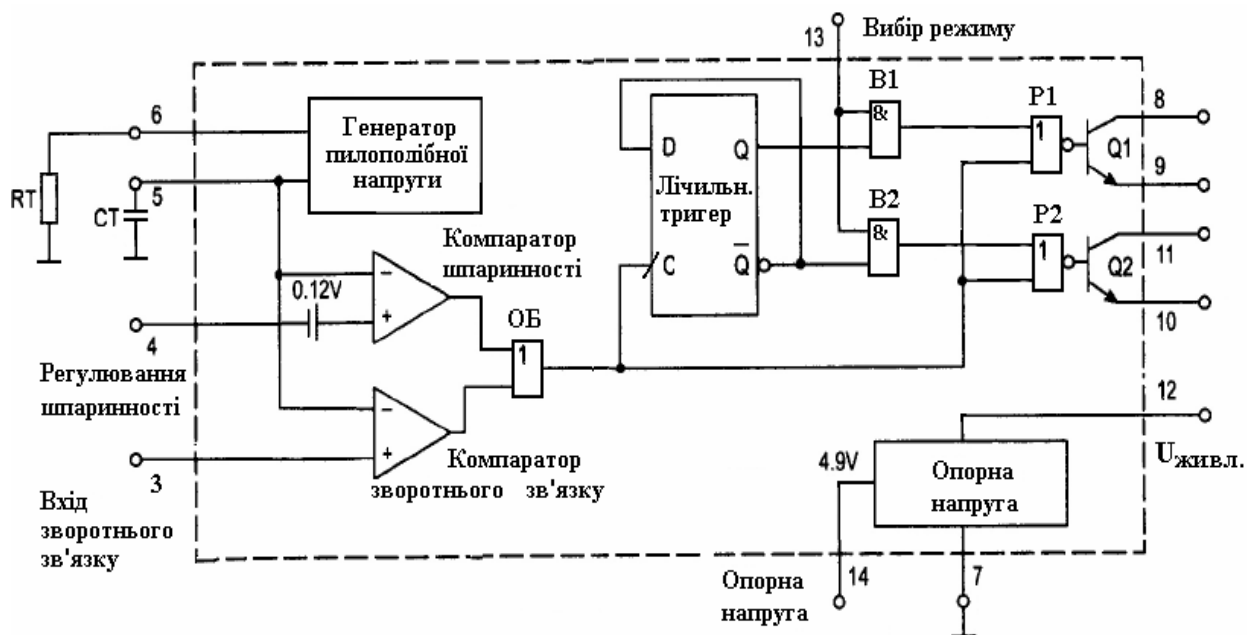 13
Вибір режиму
6
Генератор
пилоподібної
напруги
5
RT
CT
D
Q
Лічильн.
тригер
C
Q
B1
&
B2
&
P1
1
P2
1
8
Q1
9
11
Q2
10
Компаратор
шпаринності
0.12V
−
+
4
ОБ
1
Регулювання
шпаринності
−
+
3
Компаратор
зворотнього зв'язку
Вхід
зворотнього
зв'язку
12
Uживл.
4.9V
Опорна
напруга
14
7
Опорна
напруга